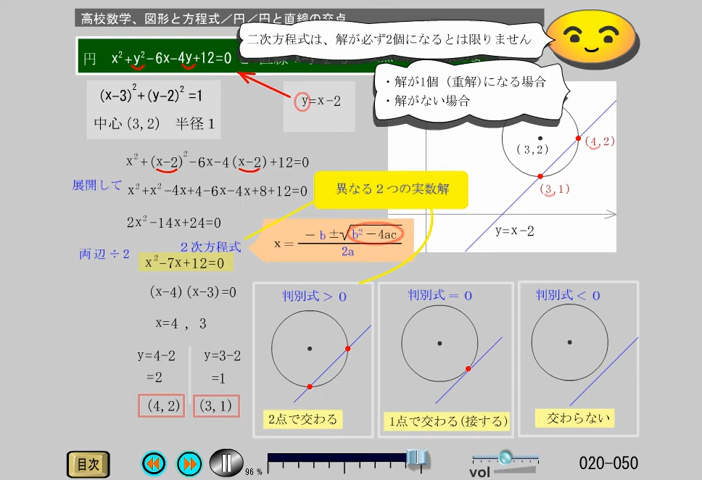 高校数学、図形と方程式／円／円と直線の交点
二次方程式は、解が必ず2個になるとは限りません
円 x²+y²−6x−4y+12=0 と
・解が1個（重解）になる場合
・解がない場合
(x−3)²+(y−2)²=1
中心(3, 2) 半径1
y=x−2
(3, 2)
(4, 2)
(3, 1)
y=x−2
x²+(x−2)²−6x−4(x−2)+12=0
展開して
x²+x²−4x+4−6x−4x+8+12=0
異なる2つの実数解
2x²−14x+24=0
両辺÷2
2次方程式
x²−7x+12=0
x= −b±√b²−4ac / 2a
(x−4)(x−3)=0
x=4 , 3
y=4−2
=2
(4, 2)
y=3−2
=1
(3, 1)
判別式＞0
2点で交わる
判別式＝0
1点で交わる(接する)
判別式＜0
交わらない
目次
96 %
vol
020-050